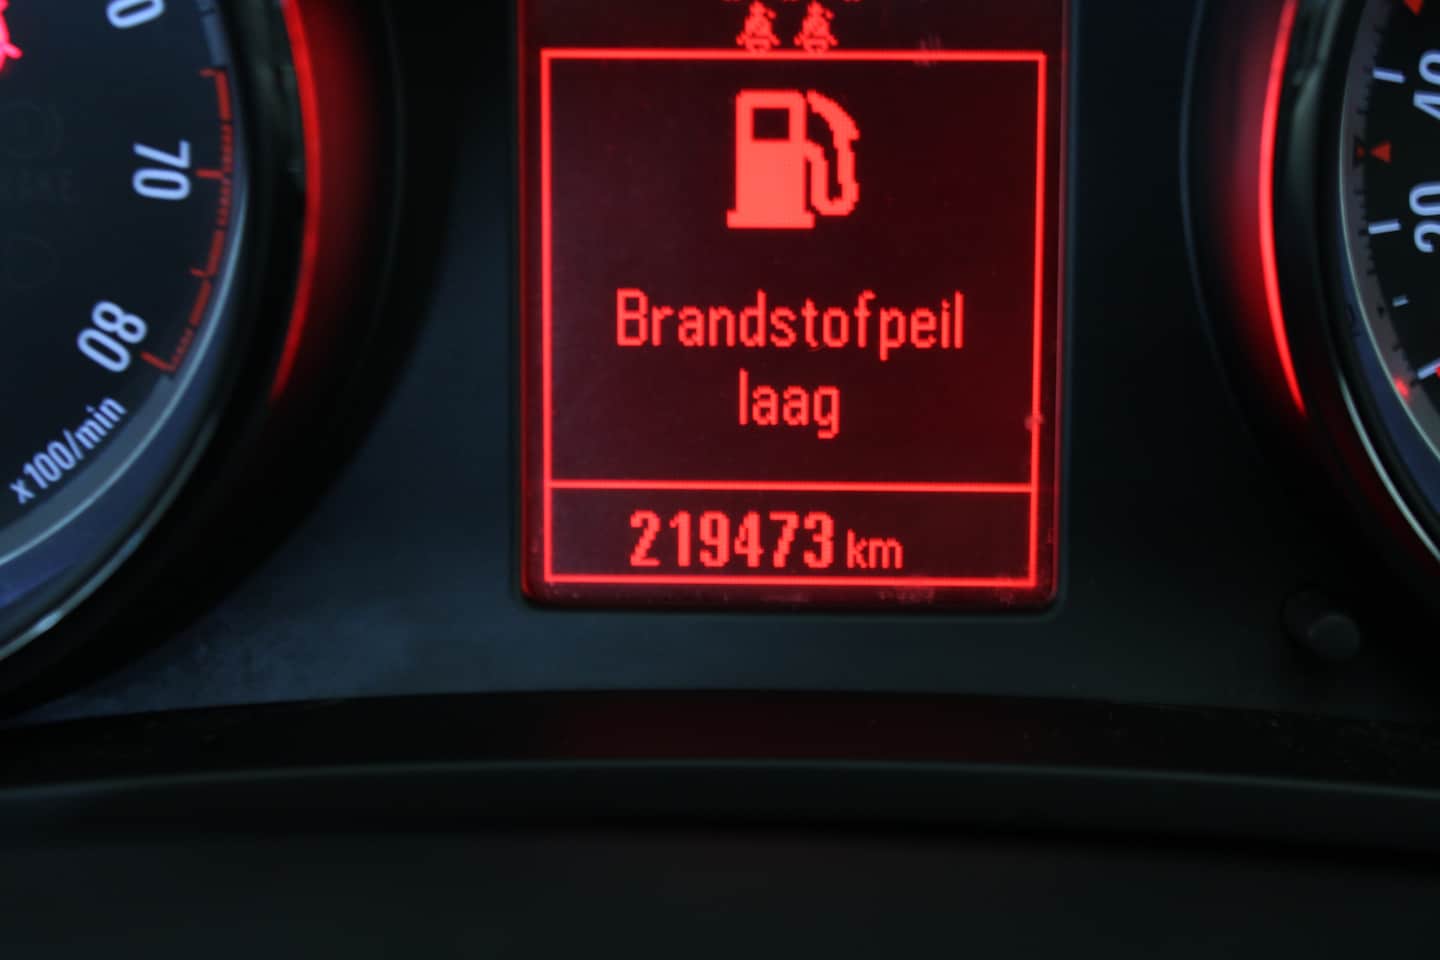 70
80
x100/min
Brandstofpeil
laag
219473 km
20
40